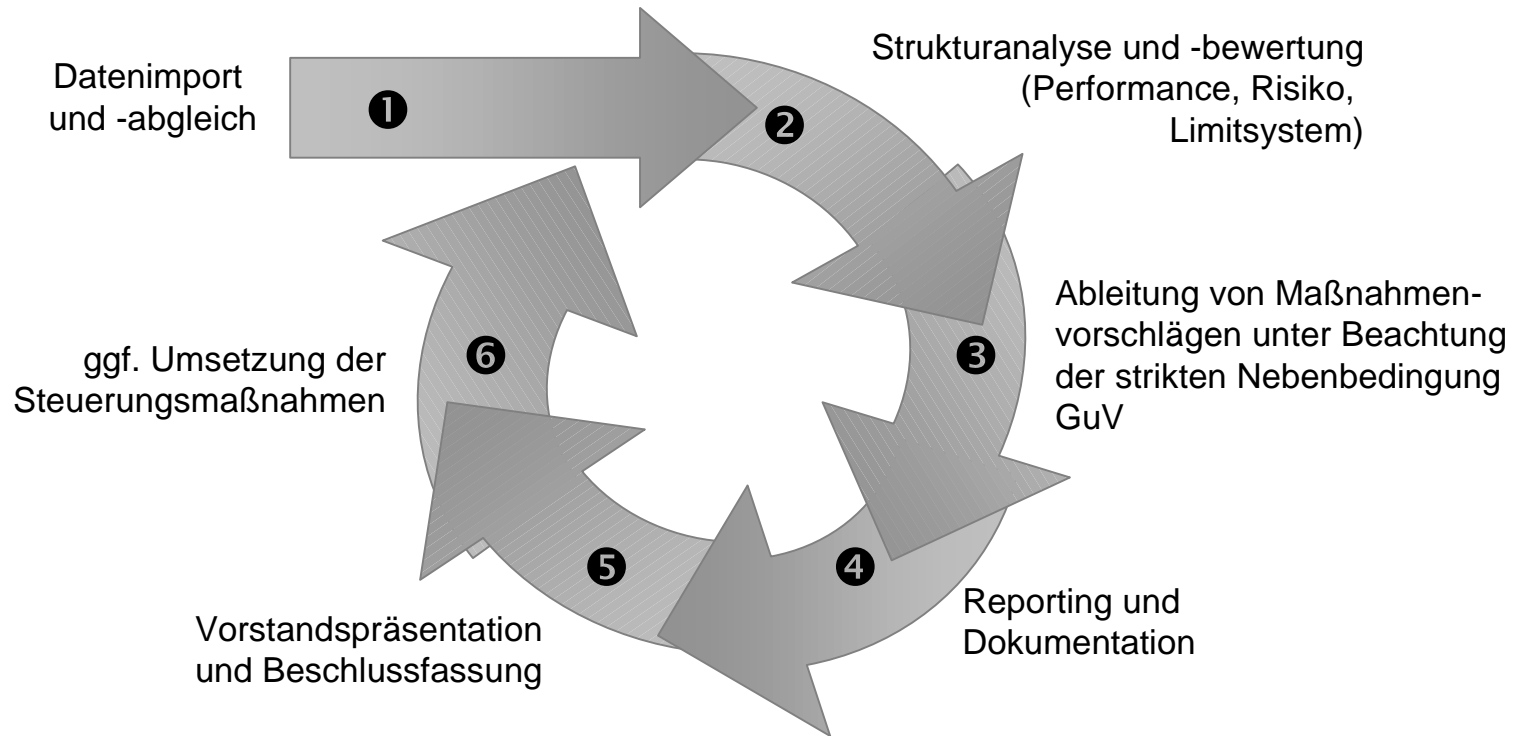 Datenimport
und -abgleich
❶
❷
Strukturanalyse und -bewertung
(Performance, Risiko,
Limitsystem)
❸
Ableitung von Maßnahmen-
vorschlägen unter Beachtung
der strikten Nebenbedingung
GuV
❹
Reporting und
Dokumentation
❺
Vorstandspräsentation
und Beschlussfassung
❻
ggf. Umsetzung der
Steuerungsmaßnahmen